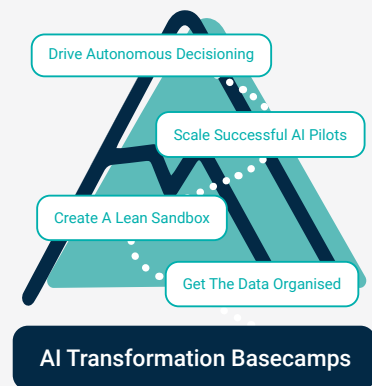 Drive Autonomous Decisioning
Scale Successful AI Pilots
Create A Lean Sandbox
Get The Data Organised
AI Transformation Basecamps